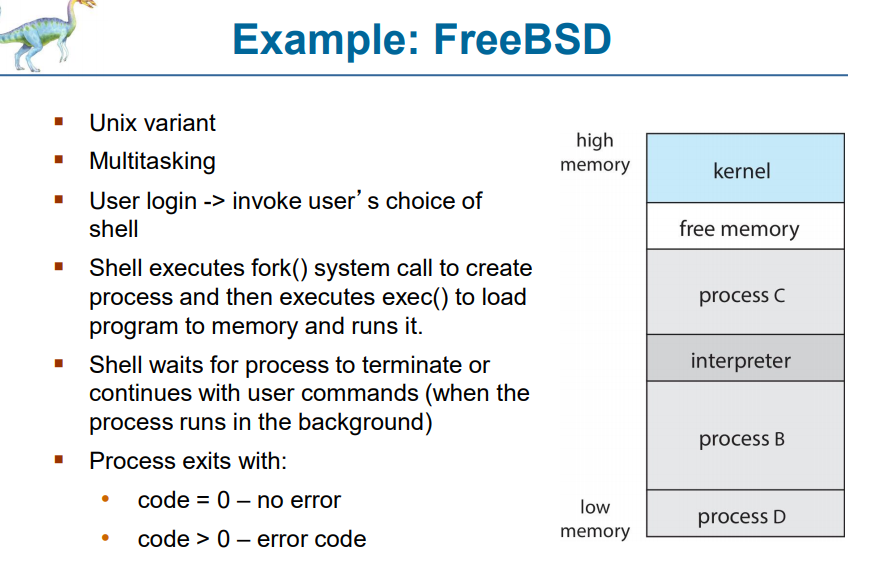 Example: FreeBSD
Unix variant
Multitasking
User login -> invoke user’s choice of
shell
Shell executes fork() system call to create
process and then executes exec() to load
program to memory and runs it.
Shell waits for process to terminate or
continues with user commands (when the
process runs in the background)
Process exits with:
code = 0 – no error
code > 0 – error code
high
memory
kernel
free memory
process C
interpreter
process B
low
memory
process D